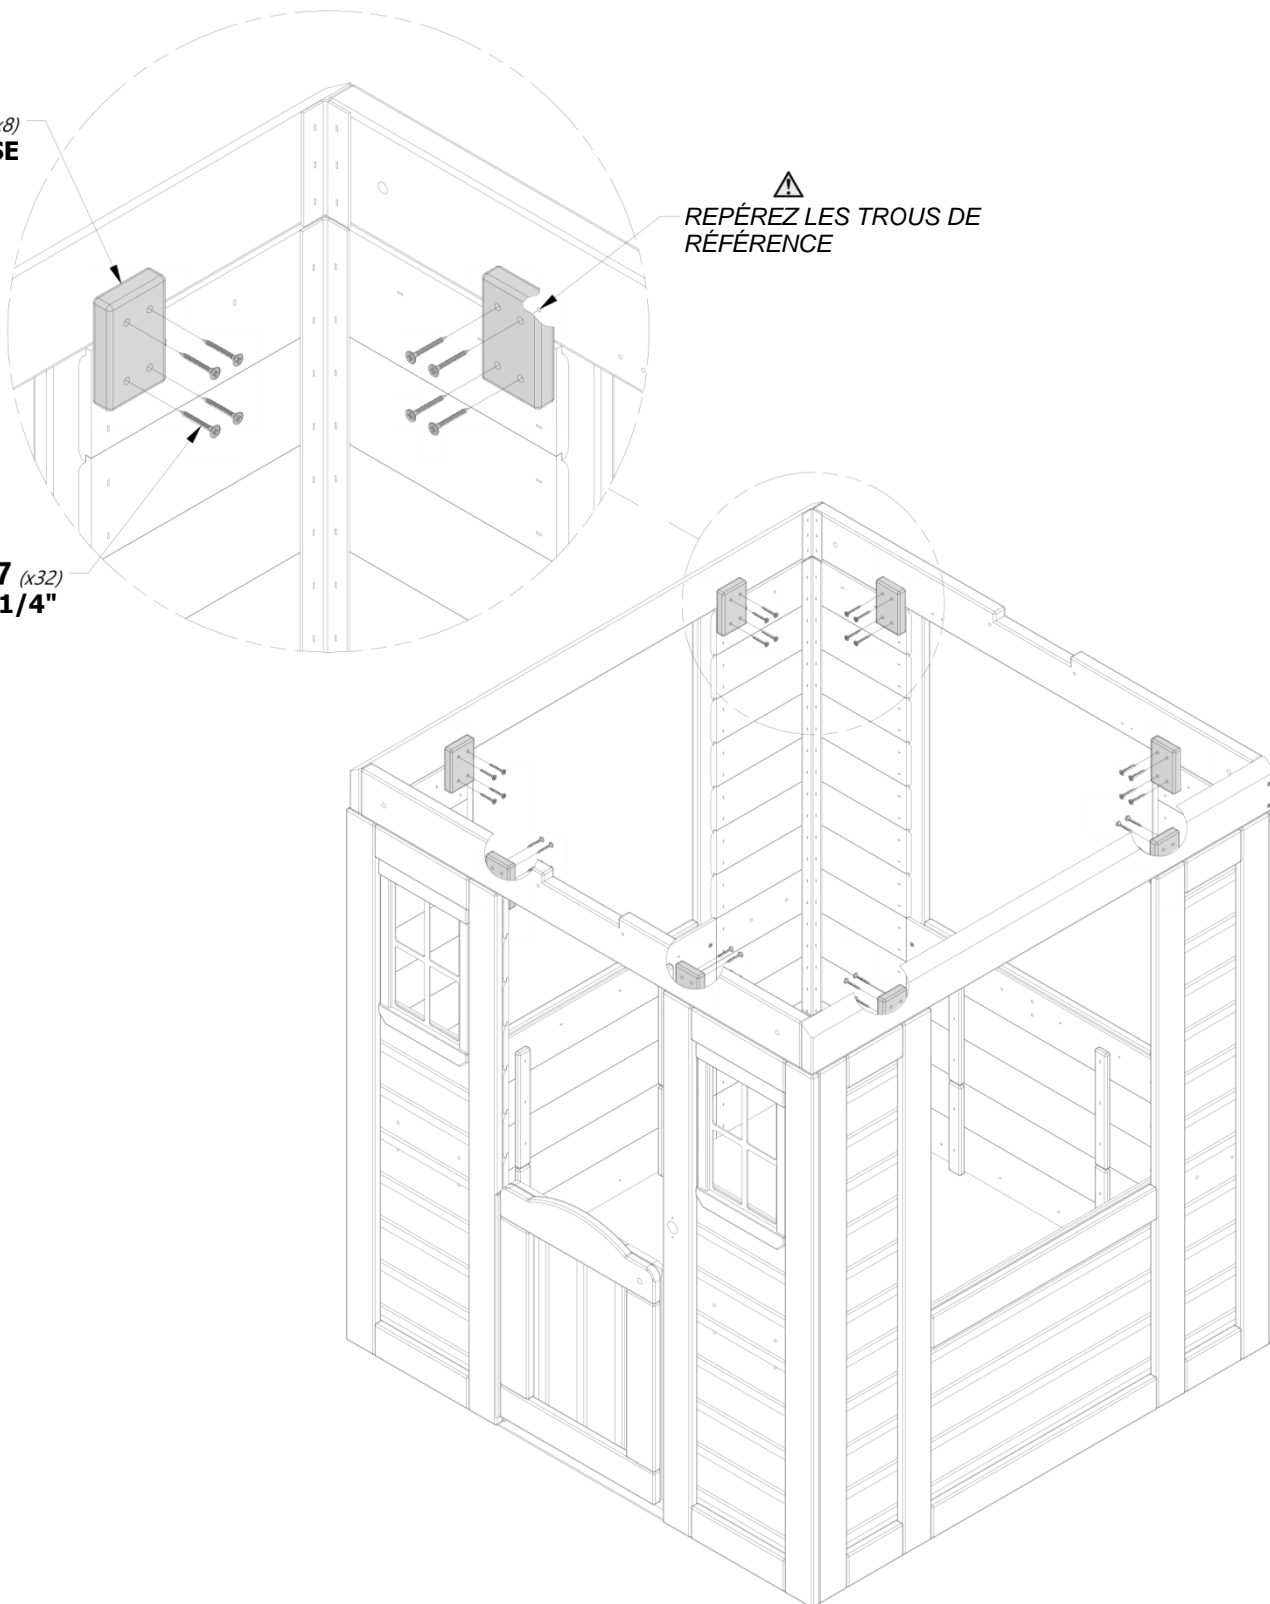 x8)
SE
⚠
REPÉREZ LES TROUS DE
RÉFÉRENCE
7 (x32)
1/4"